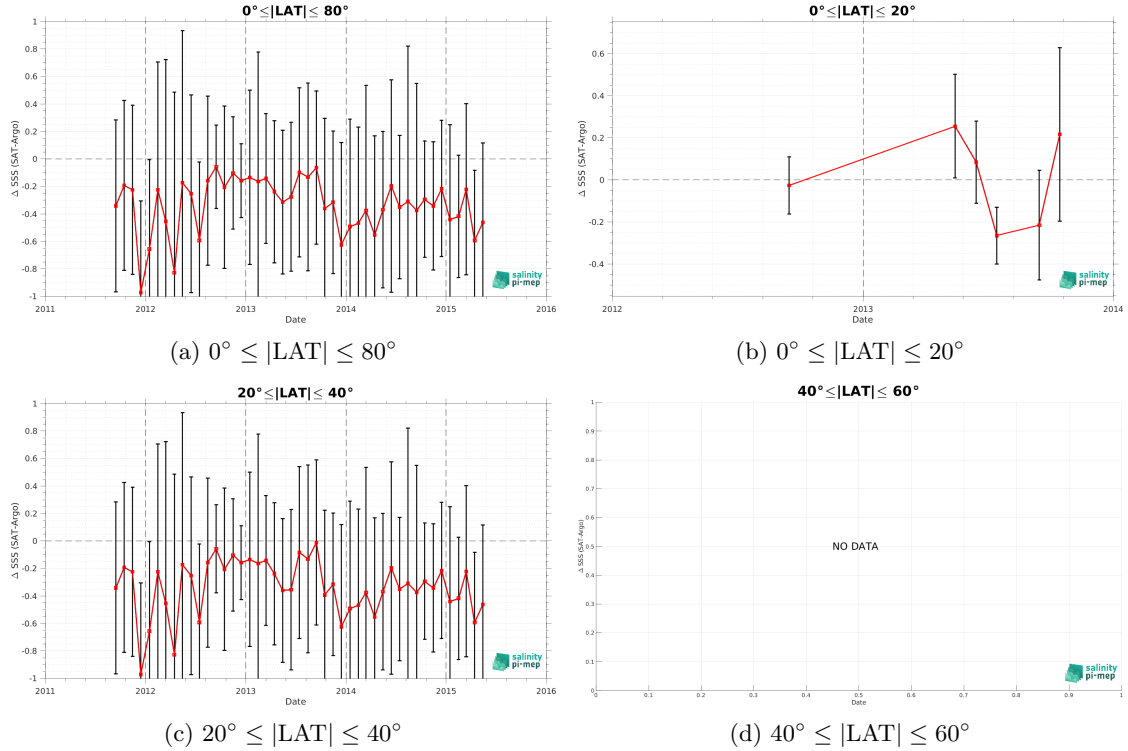 0°≤|LAT|≤ 80°
1
0.8
0.6
0.4
0.2
0
-0.2
-0.4
-0.6
-0.8
-1
Δ SSS (SAT-Argo)
2011 2012 2013 2014 2015 2016
Date
salinity
pi-mep
(a) 0° ≤ |LAT| ≤ 80°
0°≤|LAT|≤ 20°
0.6
0.4
0.2
0
-0.2
-0.4
Δ SSS (SAT-Argo)
2012 2013 2014
Date
salinity
pi-mep
(b) 0° ≤ |LAT| ≤ 20°
20°≤|LAT|≤ 40°
1
0.8
0.6
0.4
0.2
0
-0.2
-0.4
-0.6
-0.8
-1
Δ SSS (SAT-Argo)
2011 2012 2013 2014 2015 2016
Date
salinity
pi-mep
(c) 20° ≤ |LAT| ≤ 40°
40°≤|LAT|≤ 60°
1
0.9
0.8
0.7
0.6
0.5
0.4
0.3
0.2
0.1
0
Δ SSS (SAT-Argo)
NO DATA
0 0.1 0.2 0.3 0.4 0.5 0.6 0.7 0.8 0.9 1
Date
salinity
pi-mep
(d) 40° ≤ |LAT| ≤ 60°